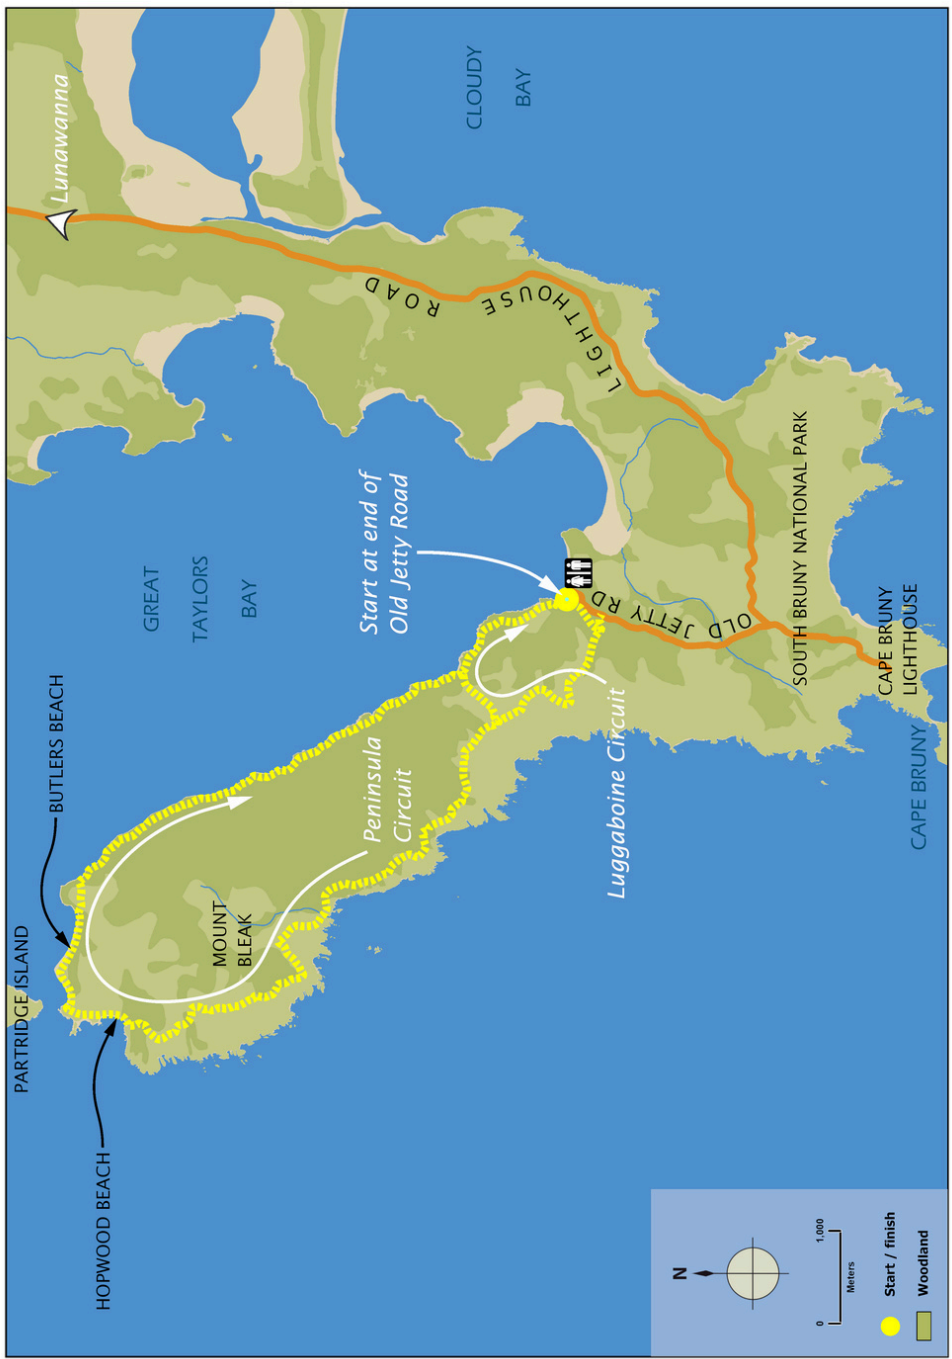 PARTRIDGE ISLAND
BUTLERS BEACH
HOPWOOD BEACH
Lunawanna
CLOUDY
BAY
GREAT
TAYLORS
BAY
MOUNT
BLEAK
Peninsula
Circuit
Start at end of
Old Jetty Road
Luggaboine Circuit
LIGHTHOUSE ROAD
OLD JETTY RD
SOUTH BRUNY NATIONAL PARK
CAPE BRUNY
LIGHTHOUSE
CAPE BRUNY
N
0 1,000
Meters
Start / finish
Woodland